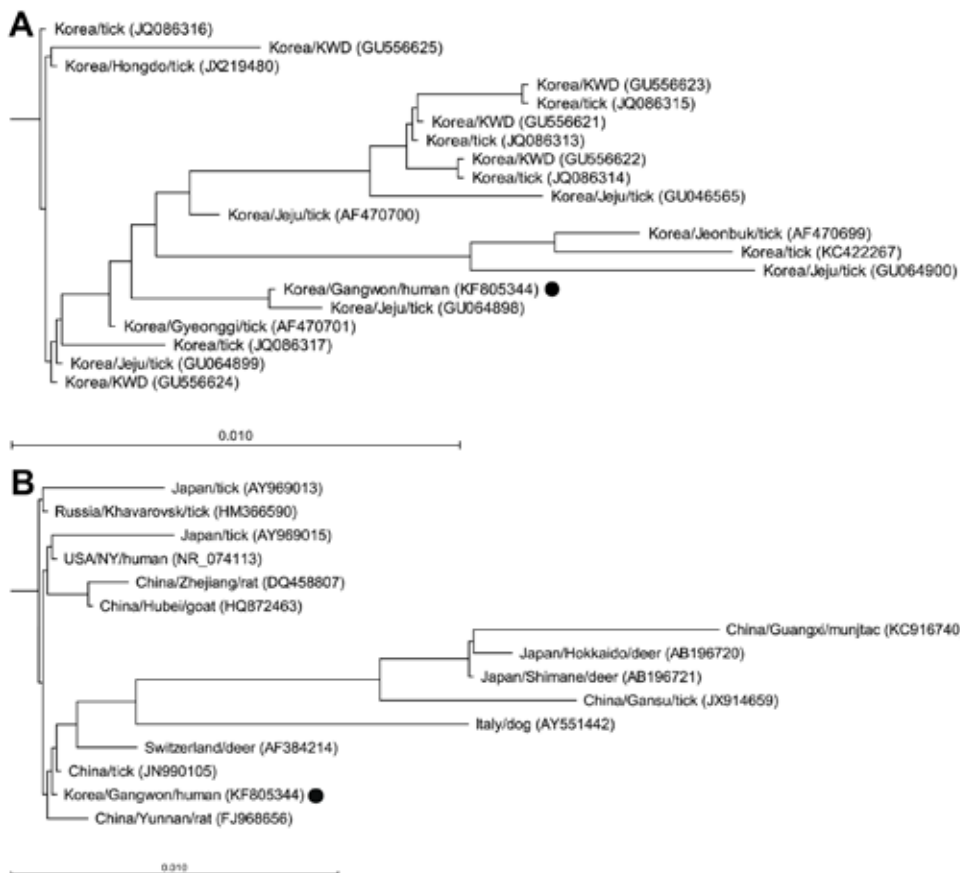 A
Korea/tick (JQ086316)
Korea/KWD (GU556625)
Korea/Hongdo/tick (JX219480)
Korea/KWD (GU556623)
Korea/tick (JQ086315)
Korea/KWD (GU556621)
Korea/tick (JQ086313)
Korea/KWD (GU556622)
Korea/tick (JQ086314)
Korea/Jeju/tick (GU046565)
Korea/Jeju/tick (AF470700)
Korea/Jeonbuk/tick (AF470699)
Korea/tick (KC422267)
Korea/Jeju/tick (GU064900)
Korea/Gangwon/human (KF805344)
Korea/Jeju/tick (GU064898)
Korea/Gyeonggi/tick (AF470701)
Korea/tick (JQ086317)
Korea/Jeju/tick (GU064899)
Korea/KWD (GU556624)
0.010
B
Japan/tick (AY969013)
Russia/Khavarovsk/tick (HM366590)
Japan/tick (AY969015)
USA/NY/human (NR_074113)
China/Zhejiang/rat (DQ458807)
China/Hubei/goat (HQ872463)
China/Guangxi/munjtac (KC916740
Japan/Hokkaido/deer (AB196720)
Japan/Shimane/deer (AB196721)
China/Gansu/tick (JX914659)
Italy/dog (AY551442)
Switzerland/deer (AF384214)
China/tick (JN990105)
Korea/Gangwon/human (KF805344)
China/Yunnan/rat (FJ968656)
0.010